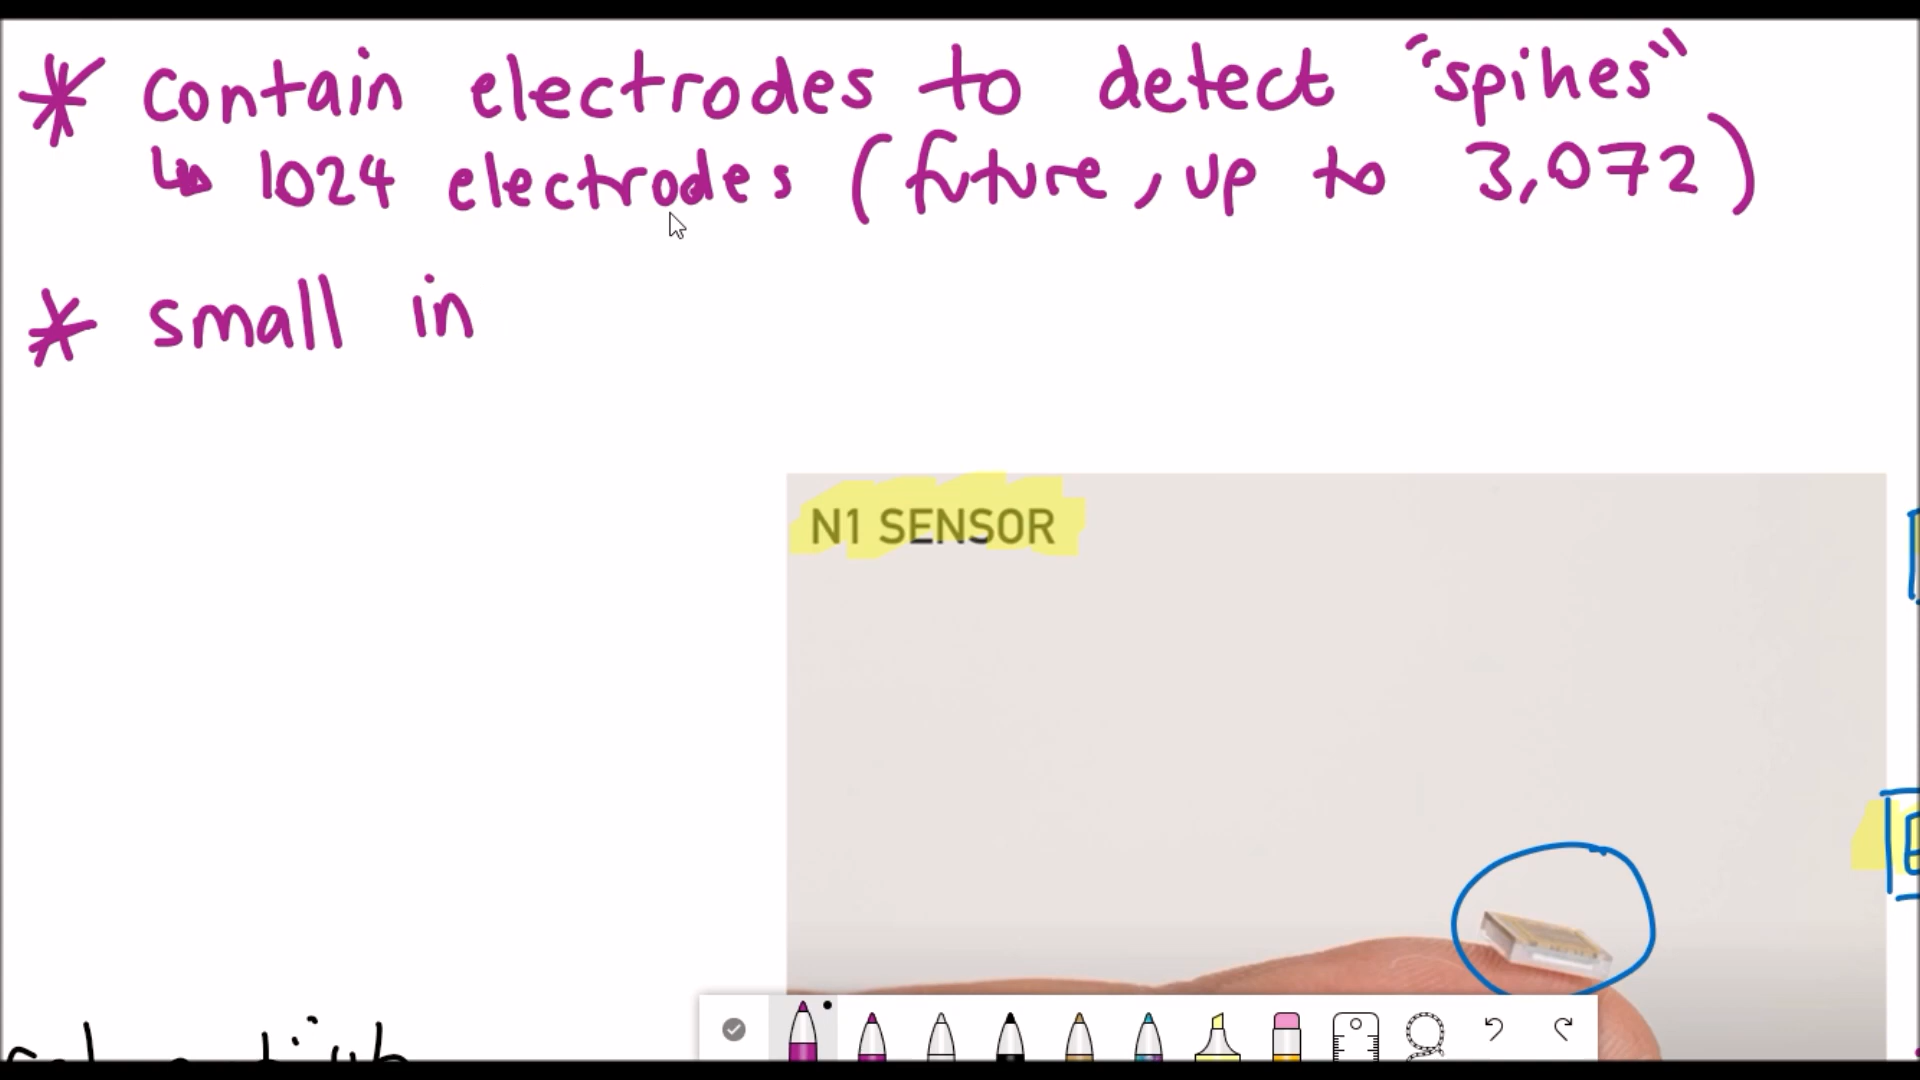 * contain electrodes to detect "spikes"
↳ 1024 electrodes (future, up to 3,072)
* small in
N1 SENSOR